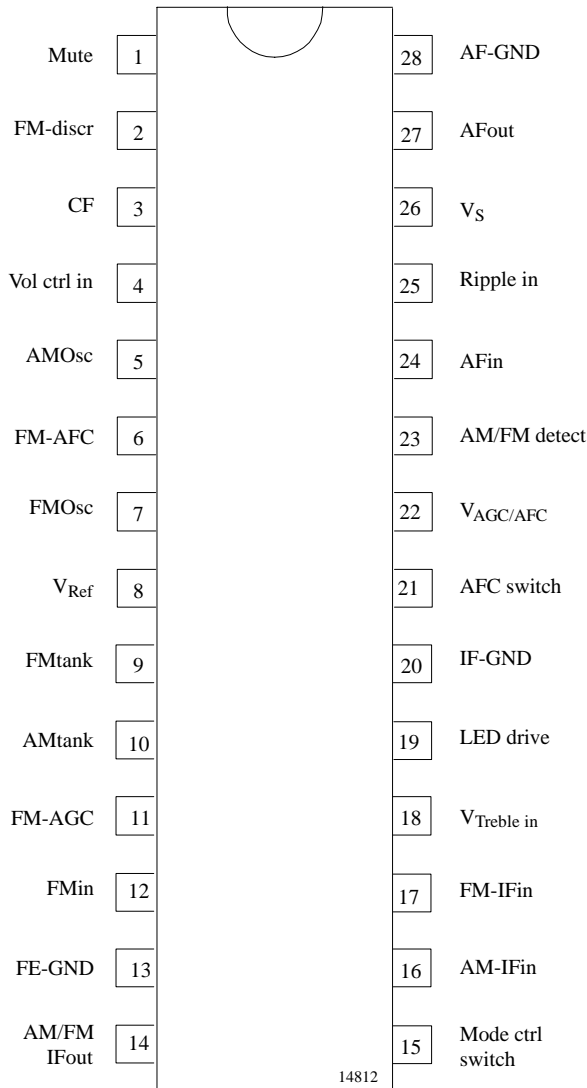 Mute 1 28 AF-GND
FM-discr 2 27 AFout
CF 3 26 VS
Vol ctrl in 4 25 Ripple in
AMOsc 5 24 AFin
FM-AFC 6 23 AM/FM detect
FMOsc 7 22 VAGC/AFC
VRef 8 21 AFC switch
FMtank 9 20 IF-GND
AMtank 10 19 LED drive
FM-AGC 11 18 VTreble in
FMin 12 17 FM-IFin
FE-GND 13 16 AM-IFin
AM/FM
IFout 14 15 Mode ctrl
switch
14812